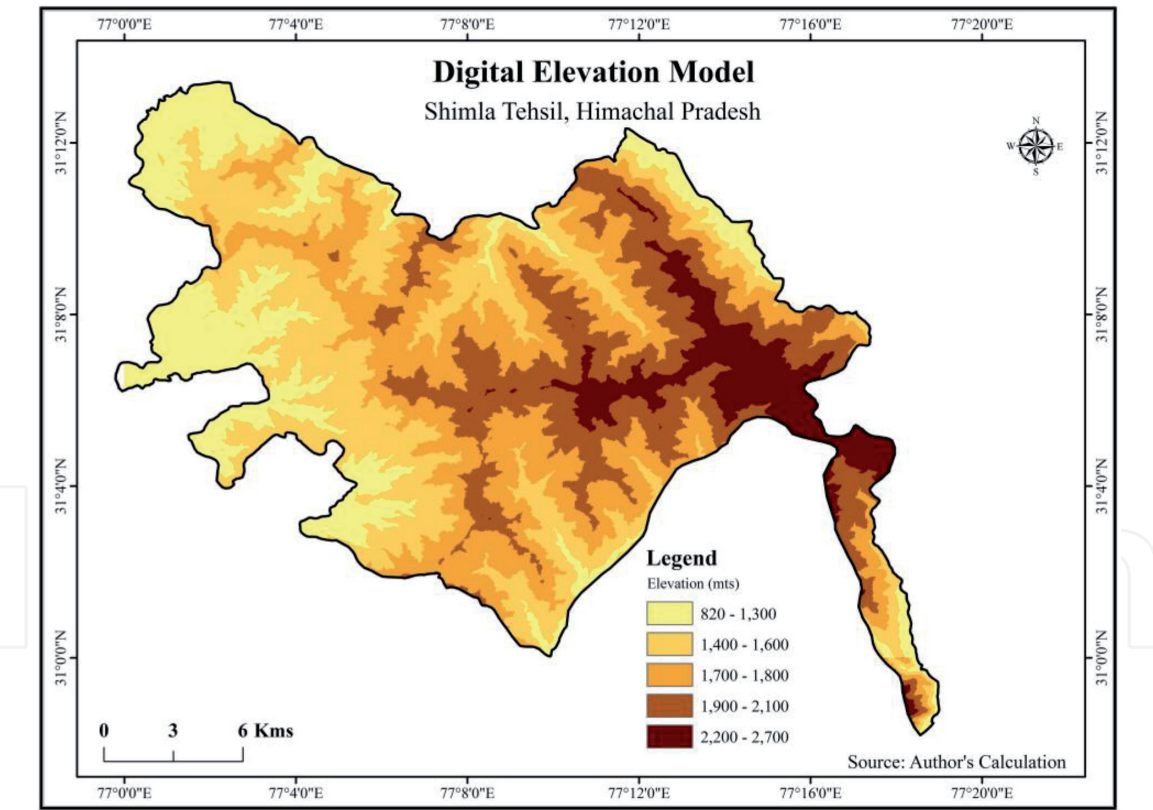 77°0'0"E 77°4'0"E 77°8'0"E 77°12'0"E 77°16'0"E 77°20'0"E
Digital Elevation Model
Shimla Tehsil, Himachal Pradesh
N
W E
S
31°12'0"N 31°12'0"N
31°8'0"N 31°8'0"N
31°4'0"N 31°4'0"N
31°0'0"N 31°0'0"N
Legend
Elevation (mts)
820 - 1,300
1,400 - 1,600
1,700 - 1,800
1,900 - 2,100
2,200 - 2,700
0 3 6 Kms
Source: Author's Calculation
77°0'0"E 77°4'0"E 77°8'0"E 77°12'0"E 77°16'0"E 77°20'0"E